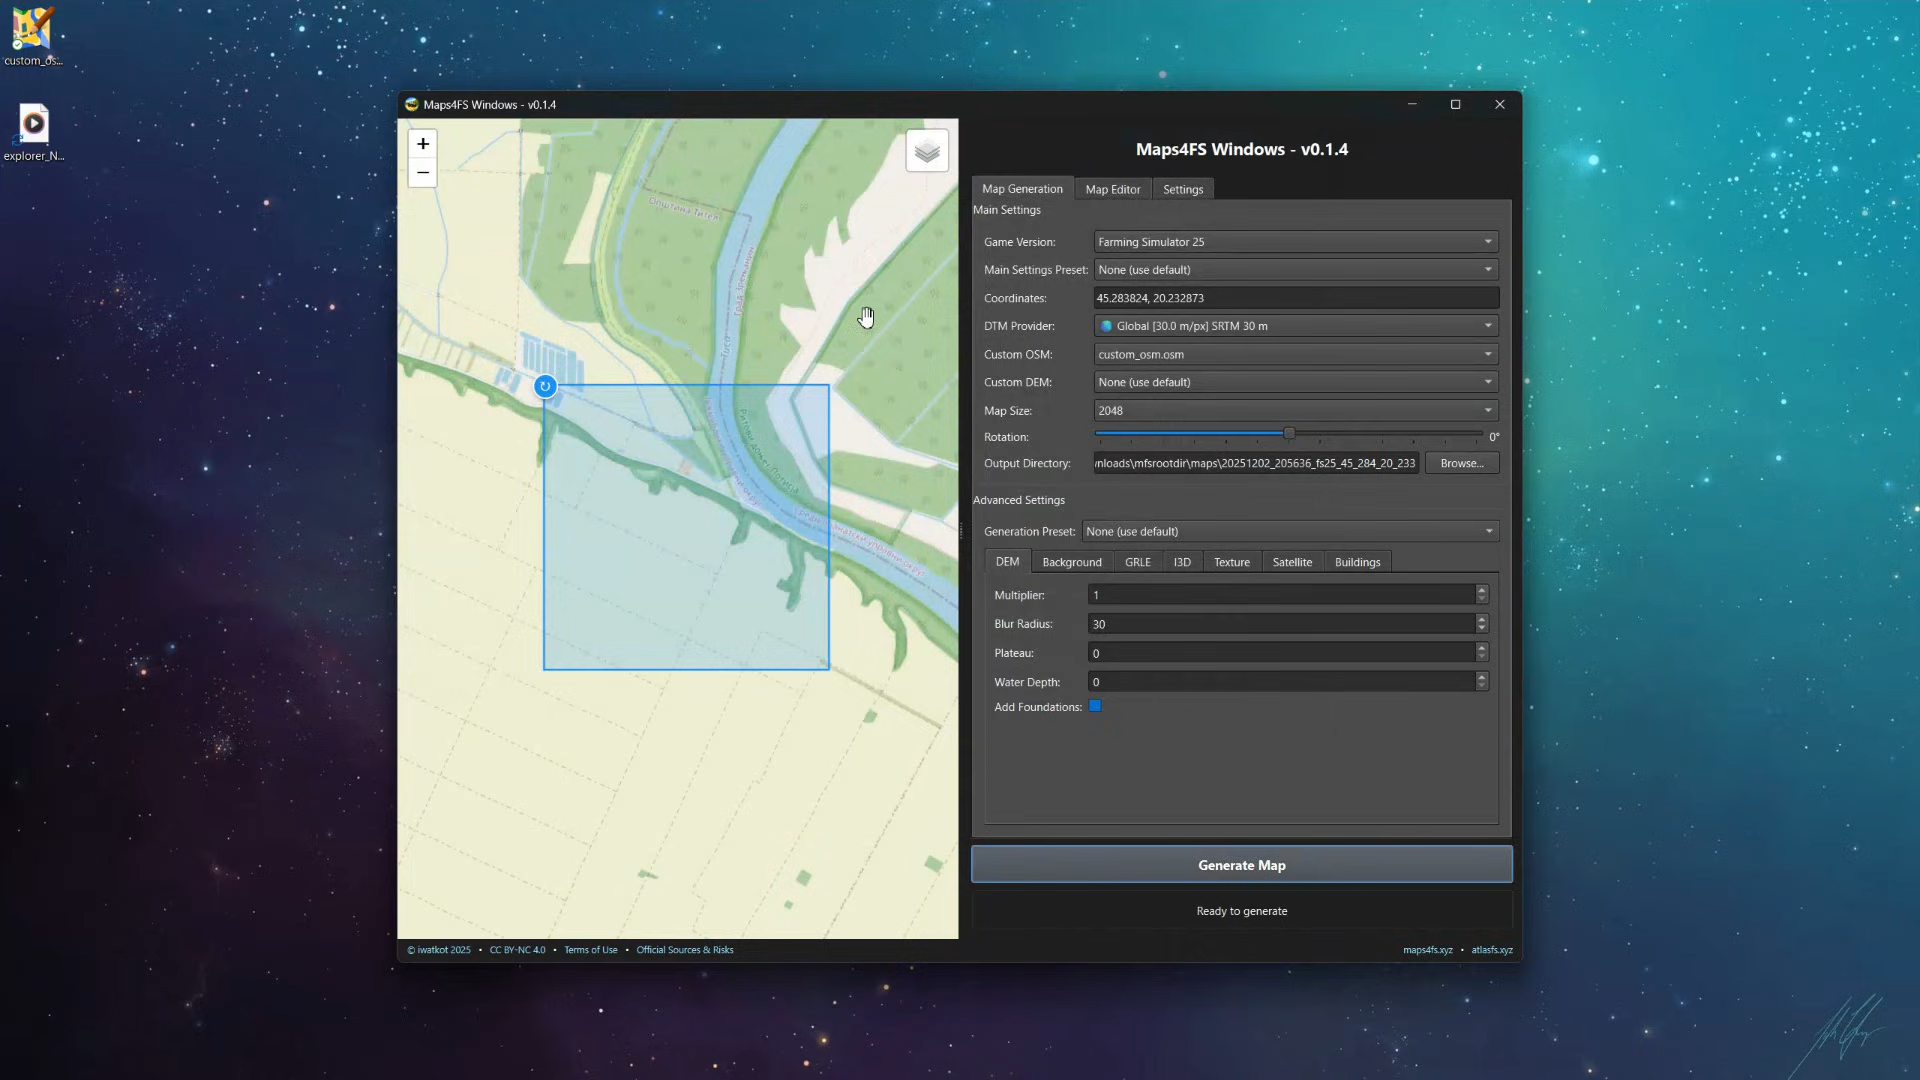 custom_os...
explorer_N...
Maps4FS Windows - v0.1.4
+
−
Општина Тител
Град Зрењанин
Тиса
Maps4FS Windows - v0.1.4
Map Generation
Map Editor
Settings
Main Settings
Game Version:
Farming Simulator 25
Main Settings Preset:
None (use default)
Coordinates:
45.283824, 20.232873
DTM Provider:
Global [30.0 m/px] SRTM 30 m
Custom OSM:
custom_osm.osm
Custom DEM:
None (use default)
Map Size:
2048
Rotation:
0°
Output Directory:
nloads\mfsrootdir\maps\20251202_205636_fs25_45_284_20_233
Browse...
Advanced Settings
Generation Preset:
None (use default)
DEM
Background
GRLE
I3D
Texture
Satellite
Buildings
Multiplier:
1
Blur Radius:
30
Plateau:
0
Water Depth:
0
Add Foundations:
Generate Map
Ready to generate
© iwatkot 2025 • CC BY-NC 4.0 • Terms of Use • Official Sources & Risks
maps4fs.xyz • atlasfs.xyz